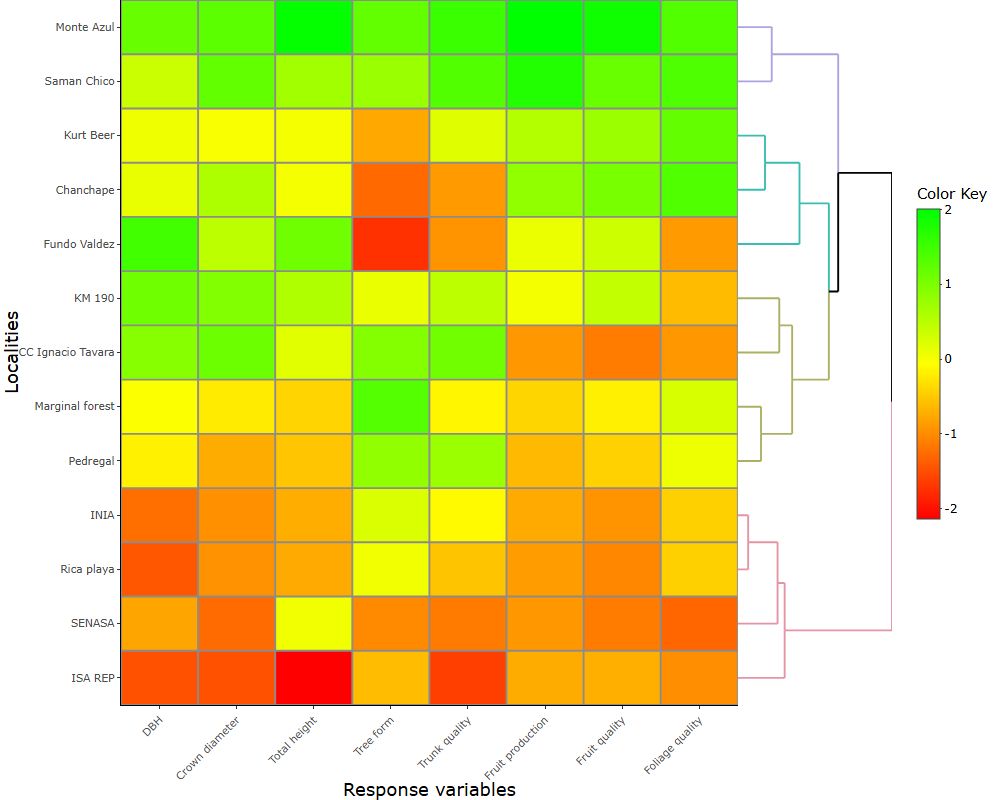 Localities
Monte Azul
Saman Chico
Kurt Beer
Chanchape
Fundo Valdez
KM 190
CC Ignacio Tavara
Marginal forest
Pedregal
INIA
Rica playa
SENASA
ISA REP
DBH
Crown diameter
Total height
Tree form
Trunk quality
Fruit production
Fruit quality
Foliage quality
Response variables
Color Key
2
1
0
-1
-2